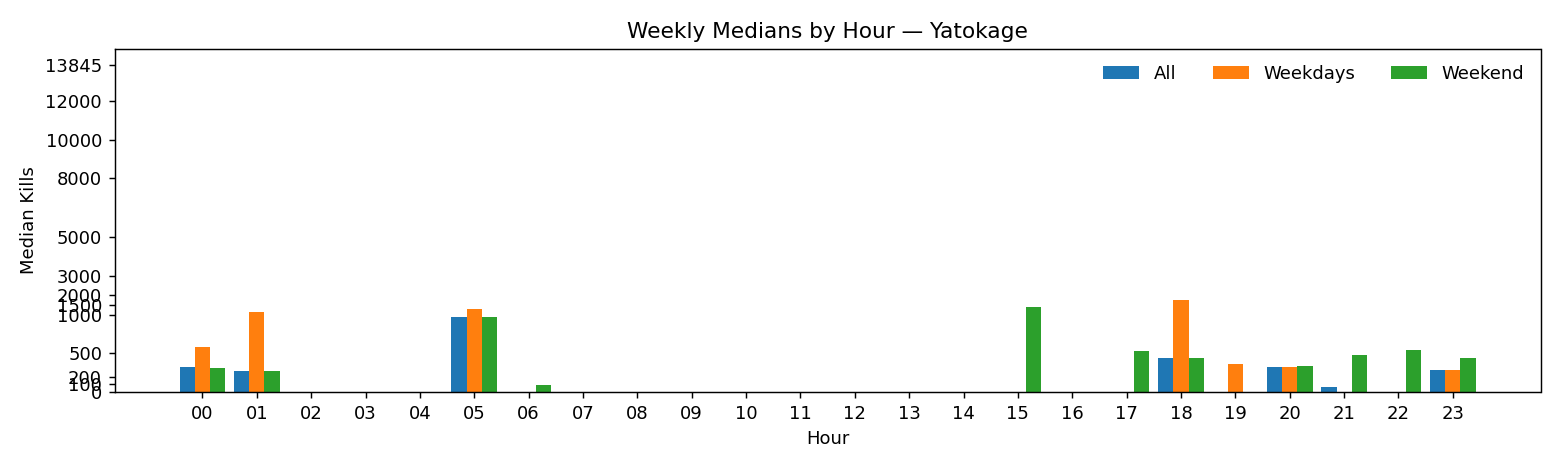 Weekly Medians by Hour — Yatokage
All Weekdays Weekend
Median Kills
13845
12000
10000
8000
5000
3000
2000
1500
1000
500
200
100
0
00 01 02 03 04 05 06 07 08 09 10 11 12 13 14 15 16 17 18 19 20 21 22 23
Hour